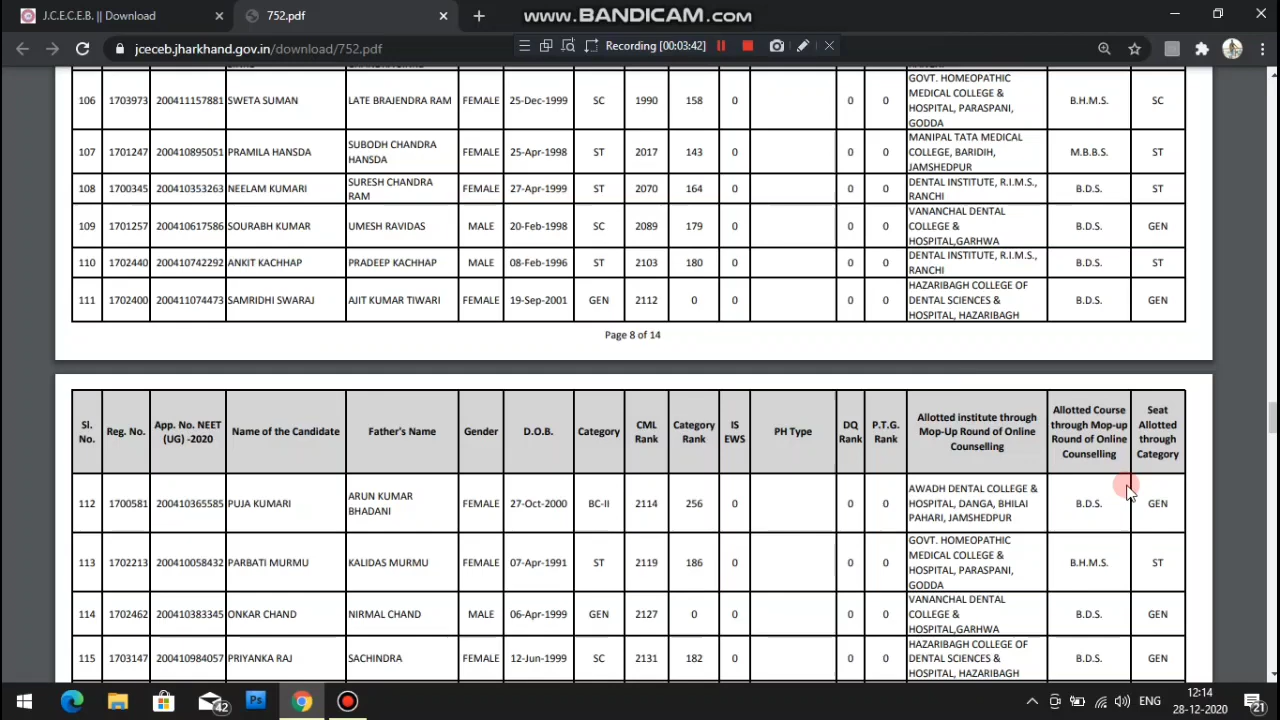 J.C.E.C.E.B. || Download
752.pdf
WWW.BANDICAM.COM
jceceb.jharkhand.gov.in/download/752.pdf
Recording [00:03:42]
106 1703973 200411157881 SWETA SUMAN LATE BRAJENDRA RAM FEMALE 25-Dec-1999 SC 1990 158 0 0 0 GOVT. HOMEOPATHIC MEDICAL COLLEGE & HOSPITAL, PARASPANI, GODDA B.H.M.S. SC
107 1701247 200410895051 PRAMILA HANSDA SUBODH CHANDRA HANSDA FEMALE 25-Apr-1998 ST 2017 143 0 0 0 MANIPAL TATA MEDICAL COLLEGE, BARIDIH, JAMSHEDPUR M.B.B.S. ST
108 1700345 200410353263 NEELAM KUMARI SURESH CHANDRA RAM FEMALE 27-Apr-1999 ST 2070 164 0 0 0 DENTAL INSTITUTE, R.I.M.S., RANCHI B.D.S. ST
109 1701257 200410617586 SOURABH KUMAR UMESH RAVIDAS MALE 20-Feb-1998 SC 2089 179 0 0 0 VANANCHAL DENTAL COLLEGE & HOSPITAL,GARHWA B.D.S. GEN
110 1702440 200410742292 ANKIT KACHHAP PRADEEP KACHHAP MALE 08-Feb-1996 ST 2103 180 0 0 0 DENTAL INSTITUTE, R.I.M.S., RANCHI B.D.S. ST
111 1702400 200411074473 SAMRIDHI SWARAJ AJIT KUMAR TIWARI FEMALE 19-Sep-2001 GEN 2112 0 0 0 0 HAZARIBAGH COLLEGE OF DENTAL SCIENCES & HOSPITAL, HAZARIBAGH B.D.S. GEN
Page 8 of 14
Sl. No. Reg. No. App. No. NEET (UG) -2020 Name of the Candidate Father's Name Gender D.O.B. Category CML Rank Category Rank IS EWS PH Type DQ Rank P.T.G. Rank Allotted institute through Mop-Up Round of Online Counselling Allotted Course through Mop-up Round of Online Counselling Seat Allotted through Category
112 1700581 200410365585 PUJA KUMARI ARUN KUMAR BHADANI FEMALE 27-Oct-2000 BC-II 2114 256 0 0 0 AWADH DENTAL COLLEGE & HOSPITAL, DANGA, BHILAI PAHARI, JAMSHEDPUR B.D.S. GEN
113 1702213 200410058432 PARBATI MURMU KALIDAS MURMU FEMALE 07-Apr-1991 ST 2119 186 0 0 0 GOVT. HOMEOPATHIC MEDICAL COLLEGE & HOSPITAL, PARASPANI, GODDA B.H.M.S. ST
114 1702462 200410383345 ONKAR CHAND NIRMAL CHAND MALE 06-Apr-1999 GEN 2127 0 0 0 0 VANANCHAL DENTAL COLLEGE & HOSPITAL,GARHWA B.D.S. GEN
115 1703147 200410984057 PRIYANKA RAJ SACHINDRA FEMALE 12-Jun-1999 SC 2131 182 0 0 0 HAZARIBAGH COLLEGE OF DENTAL SCIENCES & HOSPITAL, HAZARIBAGH B.D.S. GEN
Ps
42
ENG
12:14
28-12-2020
21